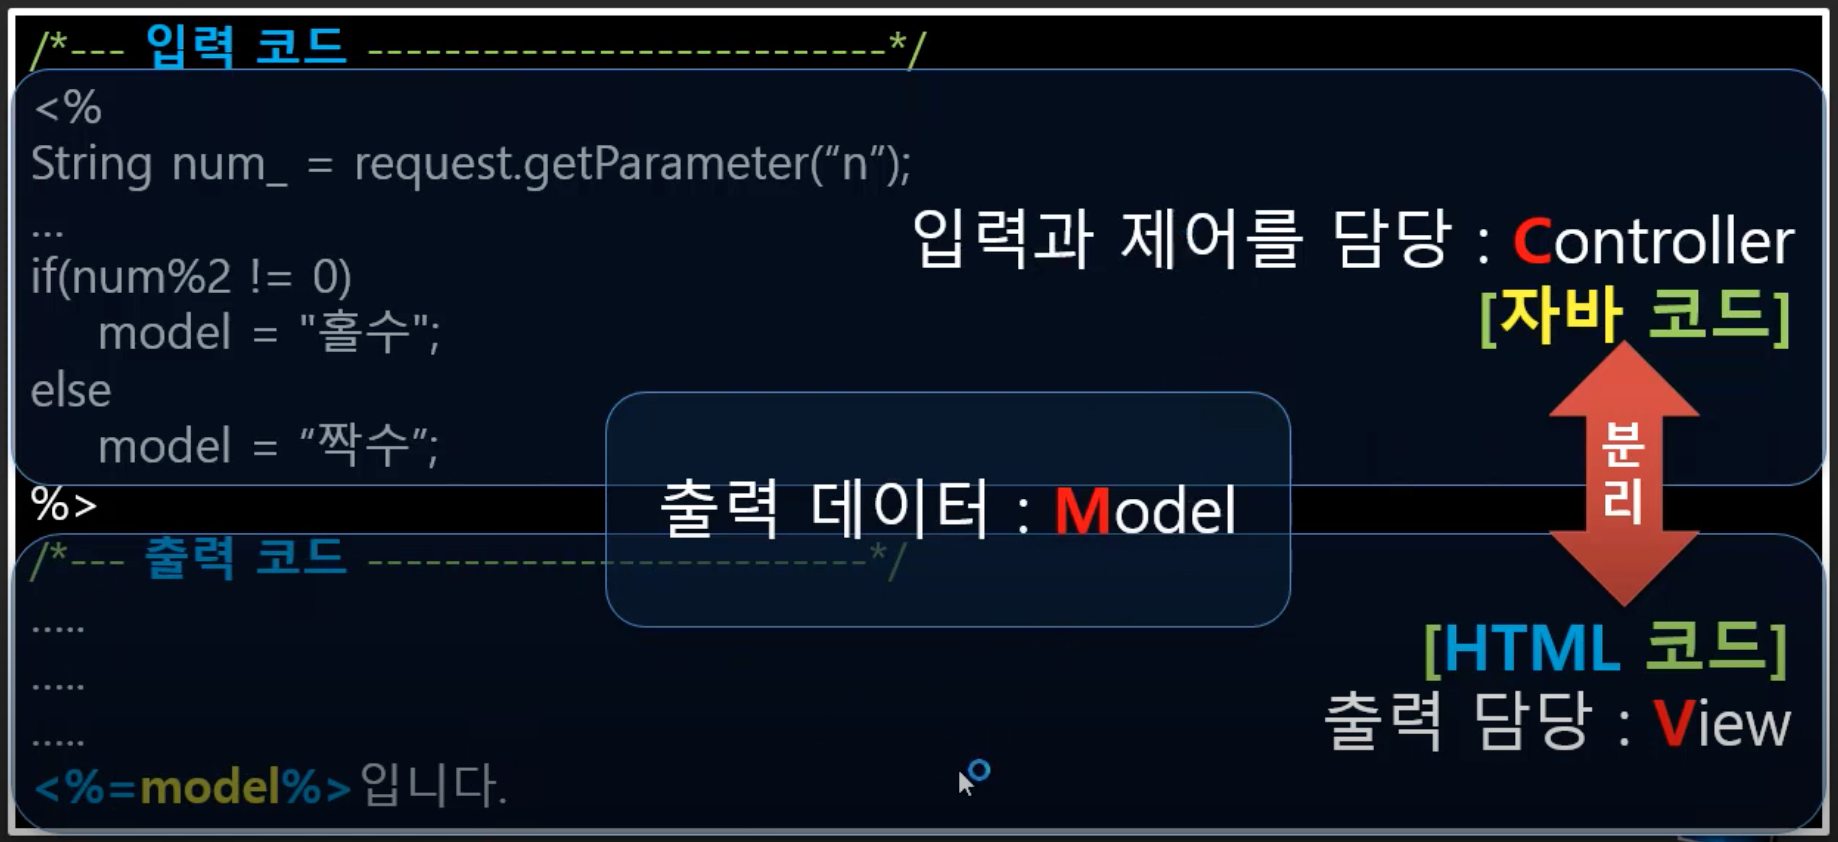 /*--- 입력 코드 ---------------------------*/
<%
String num_ = request.getParameter(“n”);
...
입력과 제어를 담당 : Controller
if(num%2 != 0)
[자바 코드]
model = "홀수";
else
model = “짝수”;
분
리
%>
출력 데이터 : Model
/*--- 출력 코드 --------------------------*/
.....
[HTML 코드]
.....
출력 담당 : View
.....
<%=model%>입니다.